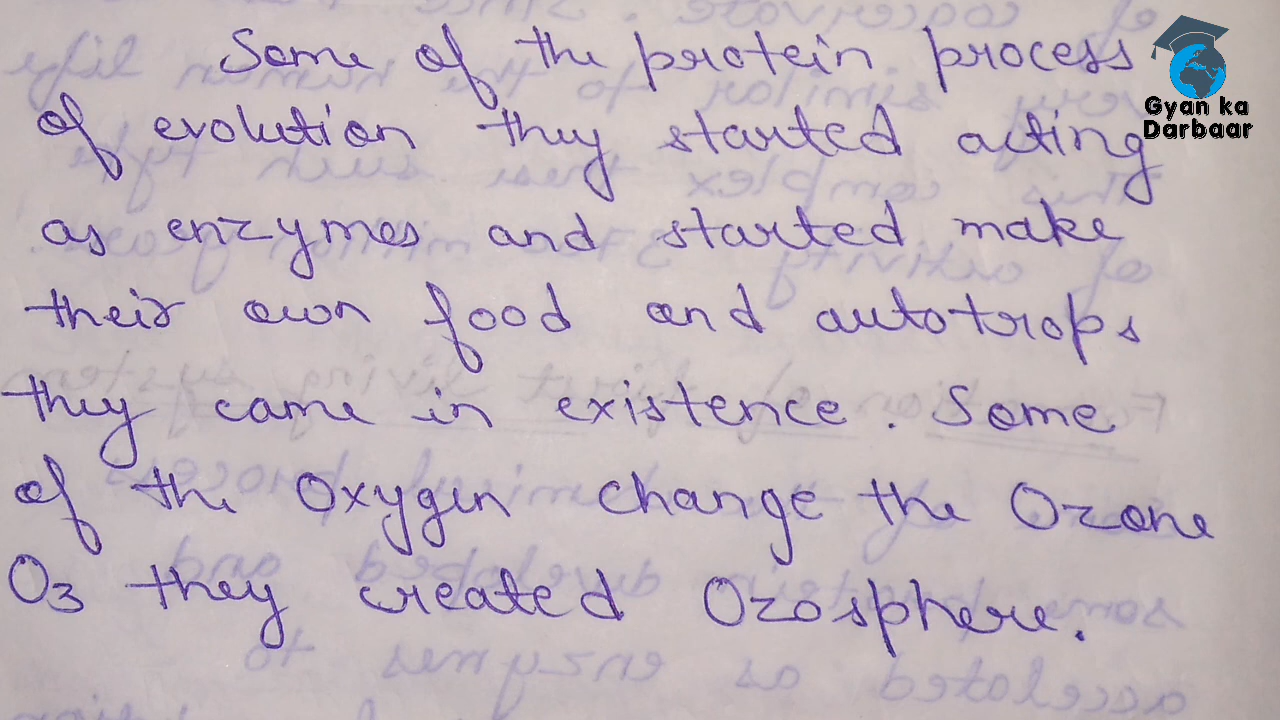 Some of the protein process
of evolution they started acting
as enzymes and started make
their own food and autotrops
they came in existence. Some
of the Oxygen change the Ozone
O3 they created Ozosphere.
Gyan ka
Darbaar